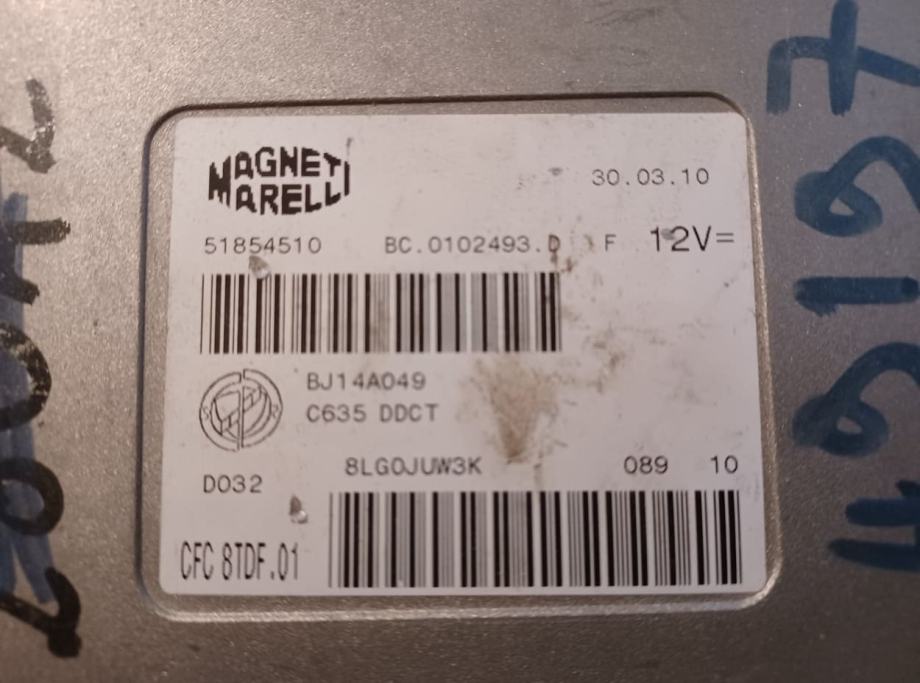 MAGNETI
MARELLI
30.03.10
51854510 BC.0102493.D F 12V=
BJ14A049
C635 DDCT
8LG0JUW3K 089 10
D032
CFC 8TDF.01